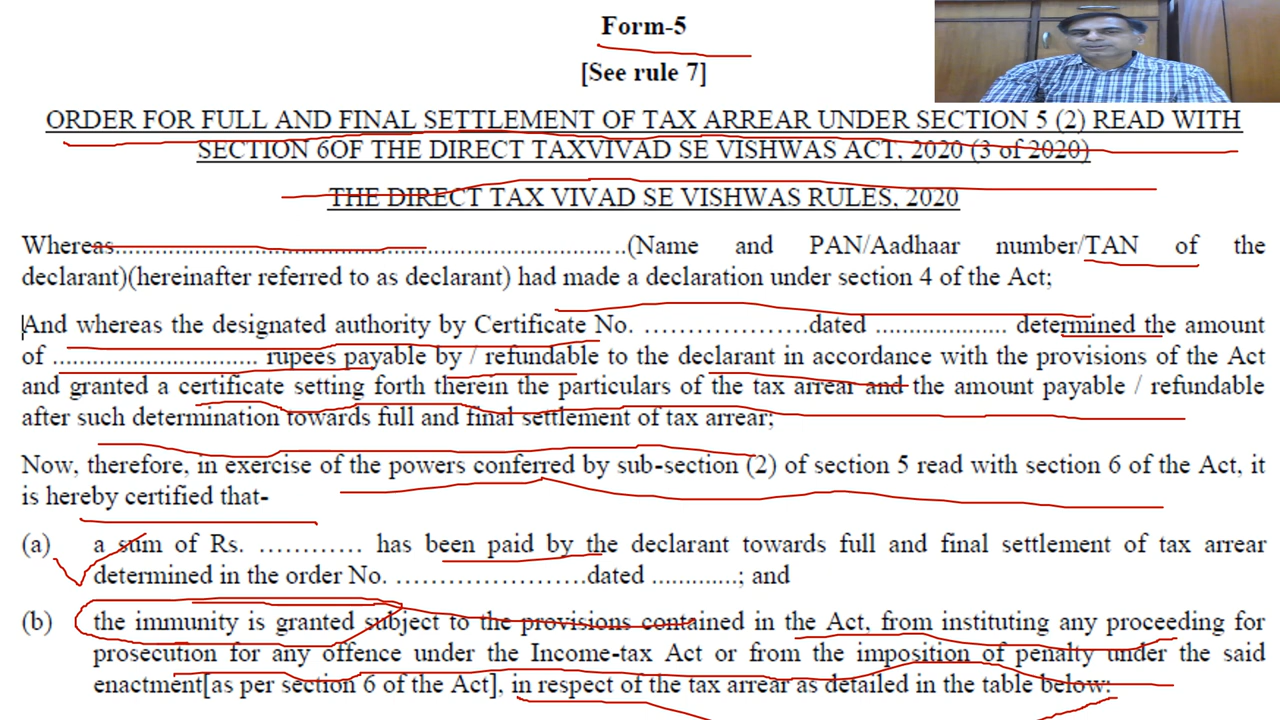 Form-5
[See rule 7]
ORDER FOR FULL AND FINAL SETTLEMENT OF TAX ARREAR UNDER SECTION 5 (2) READ WITH
SECTION 6OF THE DIRECT TAXVIVAD SE VISHWAS ACT, 2020 (3 of 2020)
THE DIRECT TAX VIVAD SE VISHWAS RULES, 2020
Whereas......................................................................................(Name and PAN/Aadhaar number/TAN of the
declarant)(hereinafter referred to as declarant) had made a declaration under section 4 of the Act;
And whereas the designated authority by Certificate No. ………………..dated ..................... determined the amount
of ................................. rupees payable by / refundable to the declarant in accordance with the provisions of the Act
and granted a certificate setting forth therein the particulars of the tax arrear and the amount payable / refundable
after such determination towards full and final settlement of tax arrear;
Now, therefore, in exercise of the powers conferred by sub-section (2) of section 5 read with section 6 of the Act, it
is hereby certified that-
(a) a sum of Rs. ………… has been paid by the declarant towards full and final settlement of tax arrear
determined in the order No. …………………..dated .............; and
(b) the immunity is granted subject to the provisions contained in the Act, from instituting any proceeding for
prosecution for any offence under the Income-tax Act or from the imposition of penalty under the said
enactment[as per section 6 of the Act], in respect of the tax arrear as detailed in the table below: